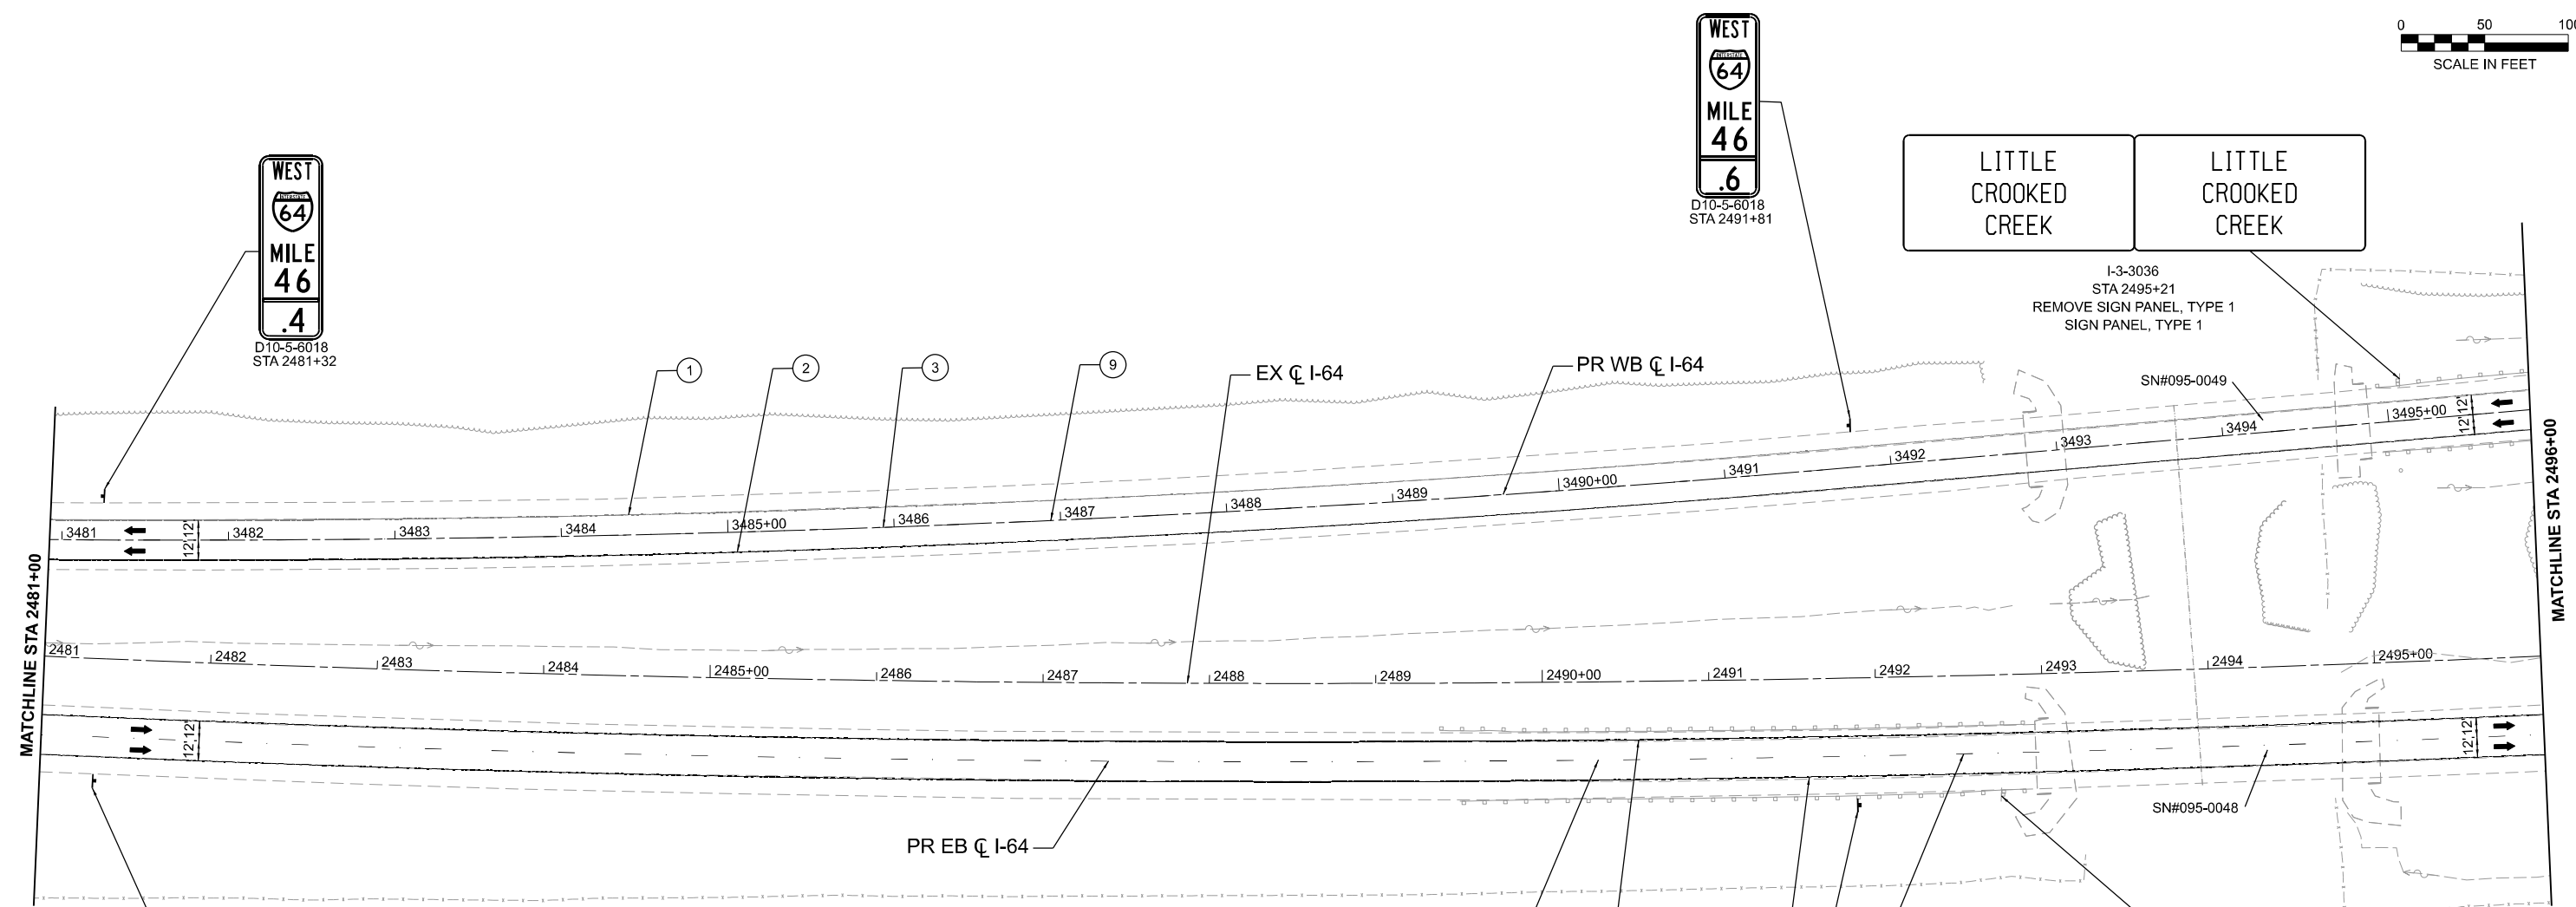 0 50 100
SCALE IN FEET
WEST
INTERSTATE
64
MILE
46
.6
D10-5-6018
STA 2491+81
LITTLE
CROOKED
CREEK
LITTLE
CROOKED
CREEK
I-3-3036
STA 2495+21
REMOVE SIGN PANEL, TYPE 1
SIGN PANEL, TYPE 1
WEST
INTERSTATE
64
MILE
46
.4
D10-5-6018
STA 2481+32
1
2
3
9
EX ℄ I-64
PR WB ℄ I-64
SN#095-0049
3481 3482 3483 3484 3485+00 3486 3487 3488 3489 3490+00 3491 3492 3493 3494 3495+00
12' 12'
12' 12'
MATCHLINE STA 2481+00
MATCHLINE STA 2496+00
2481 2482 2483 2484 2485+00 2486 2487 2488 2489 2490+00 2491 2492 2493 2494 2495+00
12' 12'
12' 12'
PR EB ℄ I-64
SN#095-0048